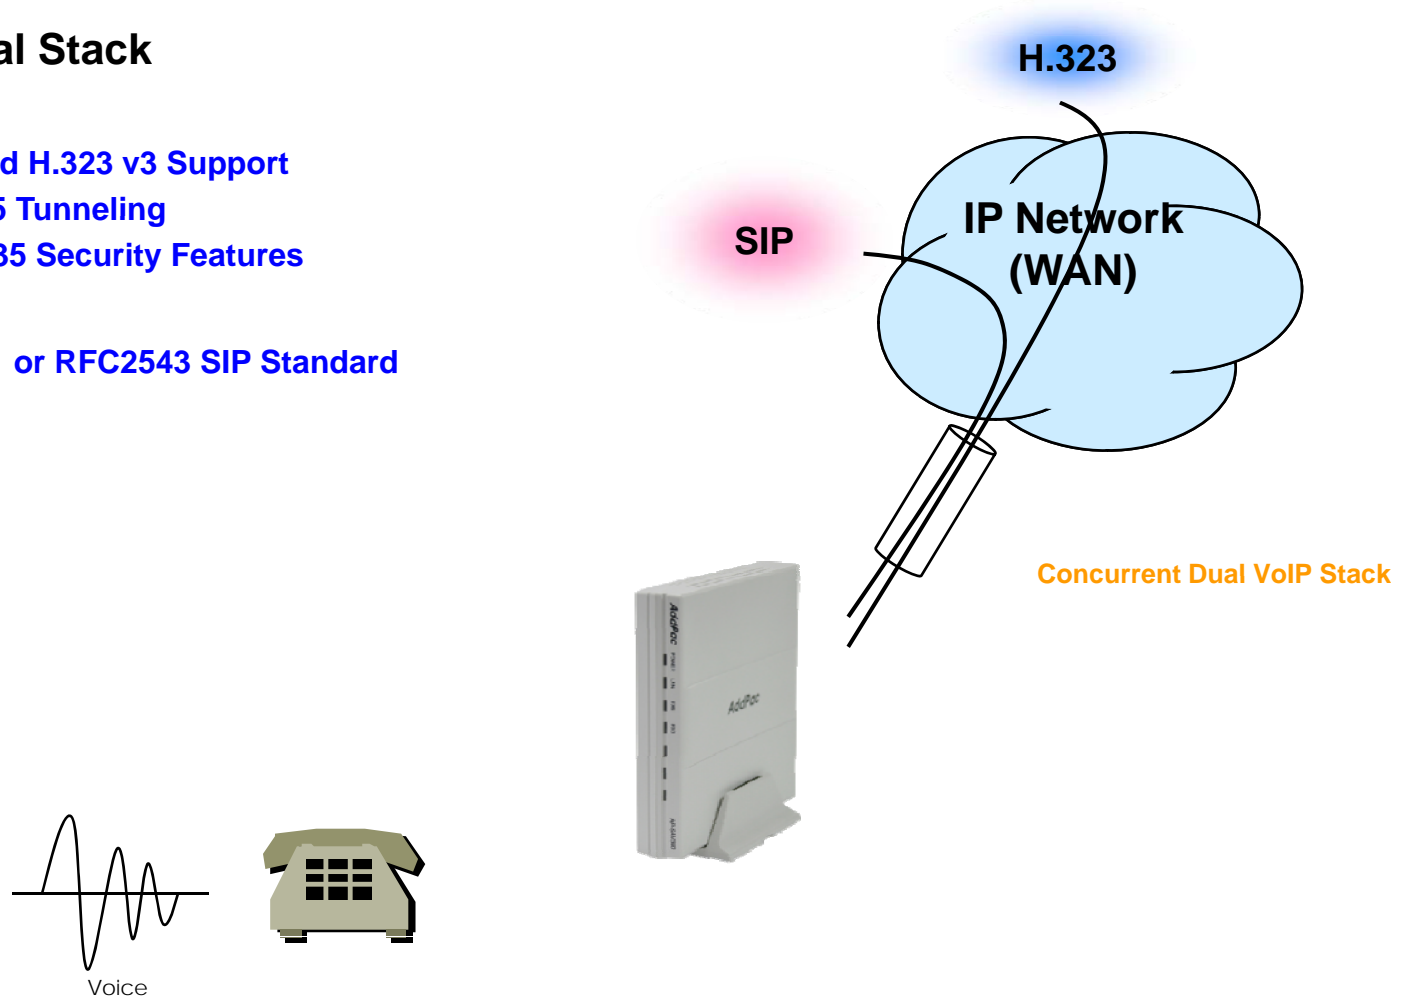 al Stack
d H.323 v3 Support
5 Tunneling
35 Security Features
or RFC2543 SIP Standard
H.323
SIP
IP Network
(WAN)
Concurrent Dual VoIP Stack
AddPac
AddPac
Voice